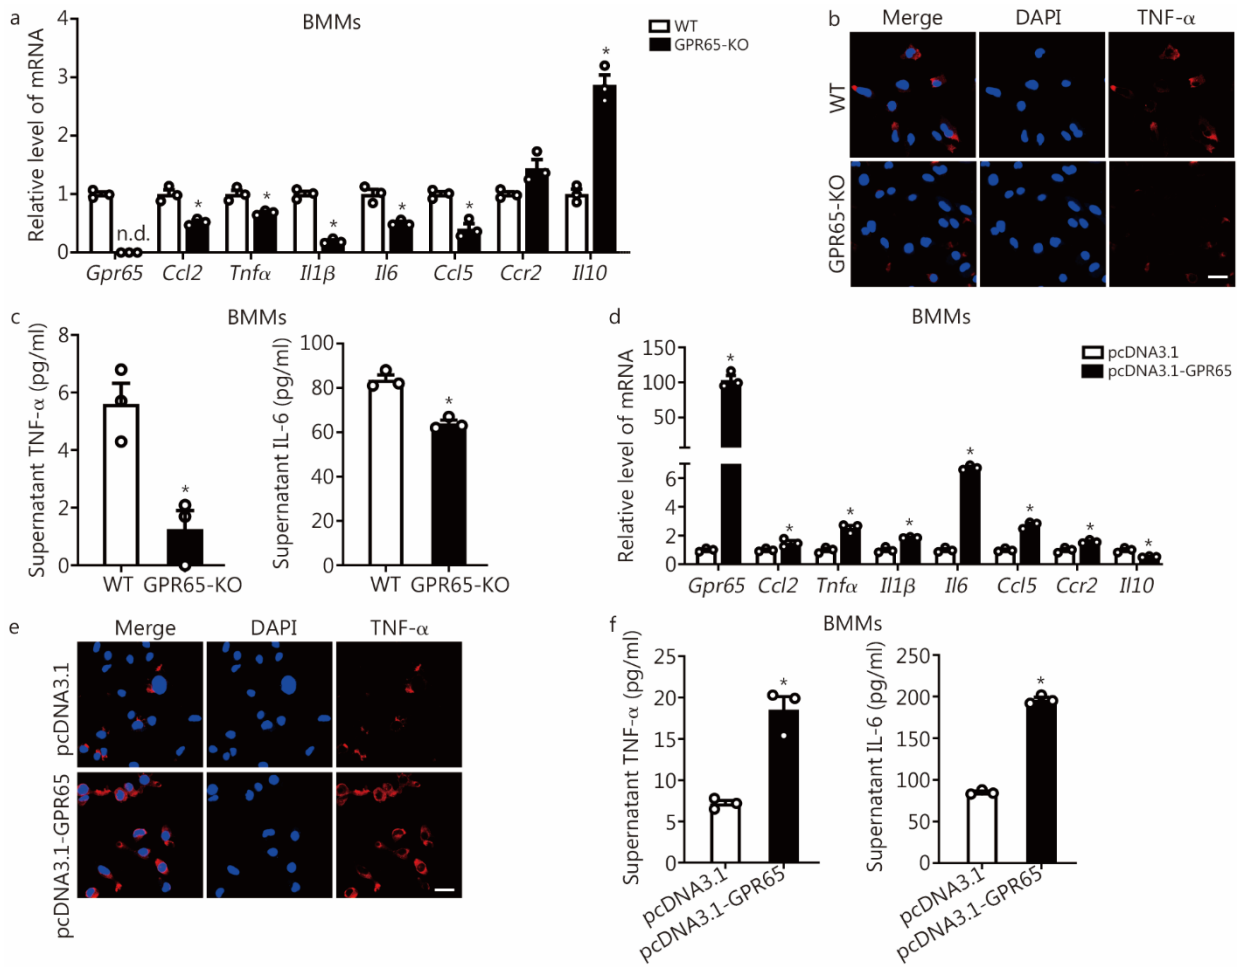 a
BMMs
WT
GPR65-KO
Relative level of mRNA
4
3
2
1
0
n.d.
*
*
*
*
*
*
Gpr65 Ccl2 Tnfα Il1β Il6 Ccl5 Ccr2 Il10
b
Merge DAPI TNF-α
WT
GPR65-KO
c
BMMs
Supernatant TNF-α (pg/ml)
8
6
4
2
0
*
WT GPR65-KO
Supernatant IL-6 (pg/ml)
100
80
60
40
20
0
*
WT GPR65-KO
d
BMMs
pcDNA3.1
pcDNA3.1-GPR65
Relative level of mRNA
150
100
50
6
4
2
0
*
*
*
*
*
*
*
*
Gpr65 Ccl2 Tnfα Il1β Il6 Ccl5 Ccr2 Il10
e
Merge DAPI TNF-α
pcDNA3.1
pcDNA3.1-GPR65
f
BMMs
Supernatant TNF-α (pg/ml)
25
20
15
10
5
0
*
pcDNA3.1
pcDNA3.1-GPR65
Supernatant IL-6 (pg/ml)
250
200
150
100
50
0
*
pcDNA3.1
pcDNA3.1-GPR65